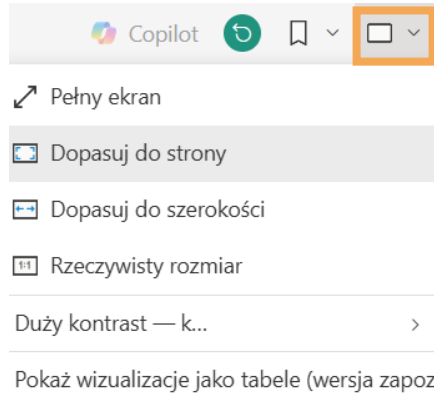 Copilot
Pełny ekran
Dopasuj do strony
Dopasuj do szerokości
1:1 Rzeczywisty rozmiar
Duży kontrast — k...
Pokaż wizualizacje jako tabele (wersja zapoz